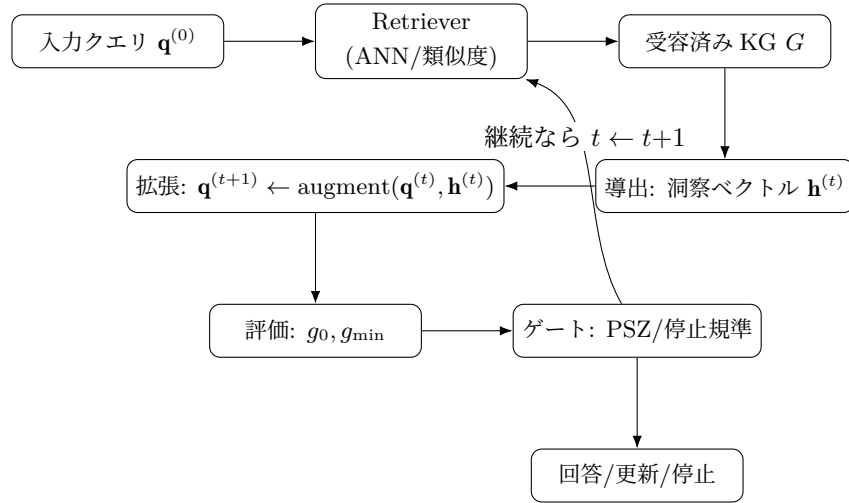 入力クエリ q^(0)
Retriever
(ANN/類似度)
受容済み KG G
継続なら t ← t+1
拡張: q^(t+1) ← augment(q^(t), h^(t))
導出: 洞察ベクトル h^(t)
評価: g_0, g_min
ゲート: PSZ/停止規準
回答/更新/停止